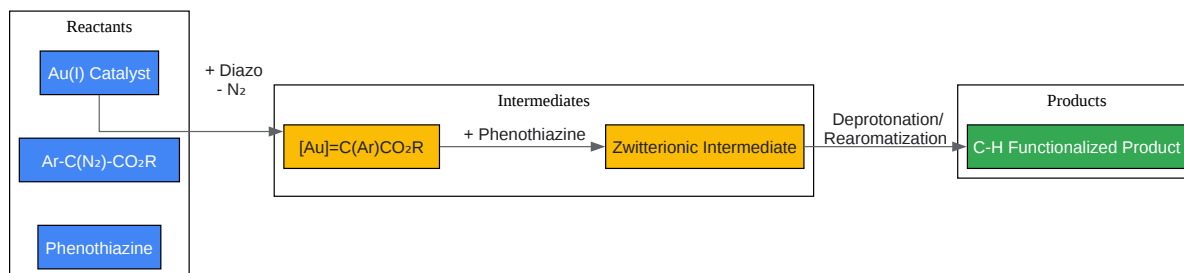 Reactants
Au(I) Catalyst
Ar-C(N₂)-CO₂R
Phenothiazine
+ Diazo
- N₂
Intermediates
[Au]=C(Ar)CO₂R
+ Phenothiazine
Zwitterionic Intermediate
Deprotonation/
Rearomatization
Products
C-H Functionalized Product